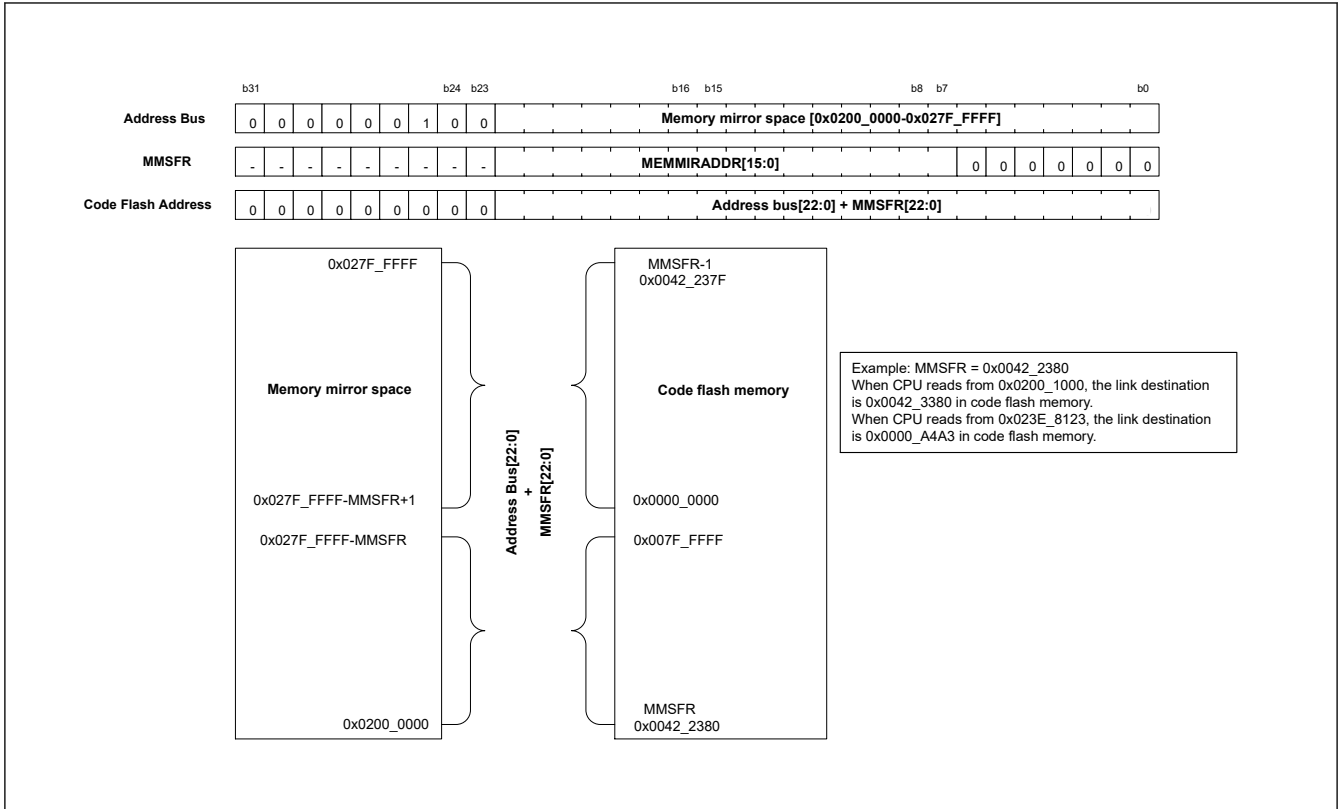 b31 b24 b23 b16 b15 b8 b7 b0
Address Bus 0 0 0 0 0 0 1 0 0 Memory mirror space [0x0200_0000-0x027F_FFFF]
MMSFR - - - - - - - - - MEMMIRADDR[15:0] 0 0 0 0 0 0 0
Code Flash Address 0 0 0 0 0 0 0 0 0 Address bus[22:0] + MMSFR[22:0]
0x027F_FFFF
Memory mirror space
0x027F_FFFF-MMSFR+1
0x027F_FFFF-MMSFR
0x0200_0000
Address Bus[22:0]
+
MMSFR[22:0]
MMSFR-1
0x0042_237F
Code flash memory
0x0000_0000
0x007F_FFFF
MMSFR
0x0042_2380
Example: MMSFR = 0x0042_2380
When CPU reads from 0x0200_1000, the link destination
is 0x0042_3380 in code flash memory.
When CPU reads from 0x023E_8123, the link destination
is 0x0000_A4A3 in code flash memory.